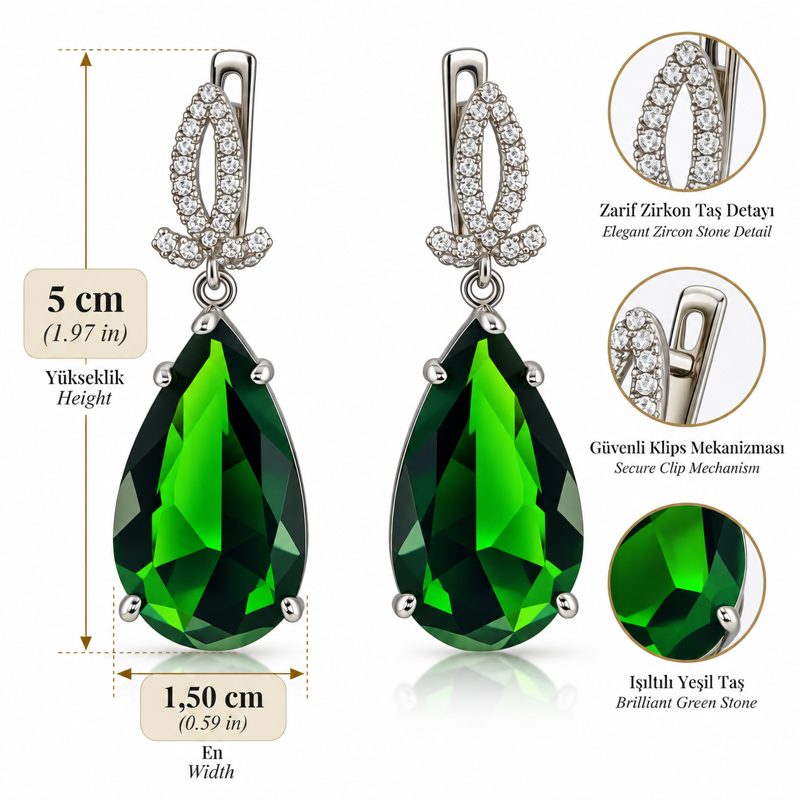 5 cm
(1.97 in)
Yükseklik
Height
1,50 cm
(0.59 in)
En
Width
Zarif Zirkon Taş Detayı
Elegant Zircon Stone Detail
Güvenli Klips Mekanizması
Secure Clip Mechanism
Işıltılı Yeşil Taş
Brilliant Green Stone